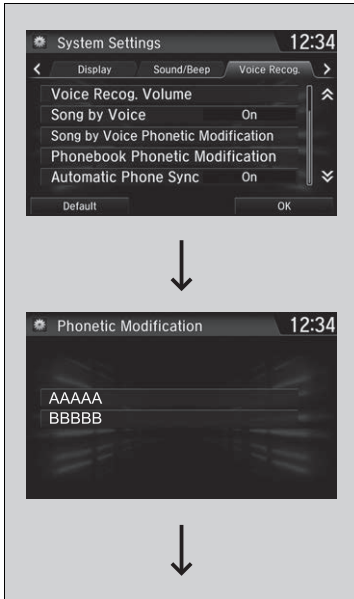 System Settings 12:34
Display Sound/Beep Voice Recog.
Voice Recog. Volume
Song by Voice On
Song by Voice Phonetic Modification
Phonebook Phonetic Modification
Automatic Phone Sync On
Default OK
Phonetic Modification 12:34
AAAAA
BBBBB